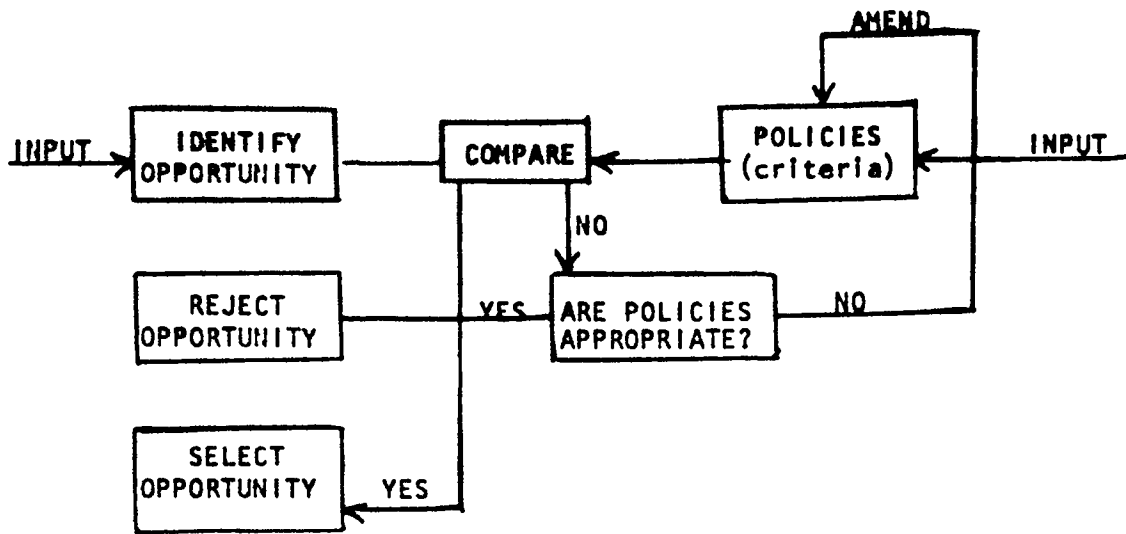 AMEND
INPUT
IDENTIFY
OPPORTUNITY
COMPARE
POLICIES
(criteria)
INPUT
NO
REJECT
OPPORTUNITY
YES
ARE POLICIES
APPROPRIATE?
NO
SELECT
OPPORTUNITY
YES